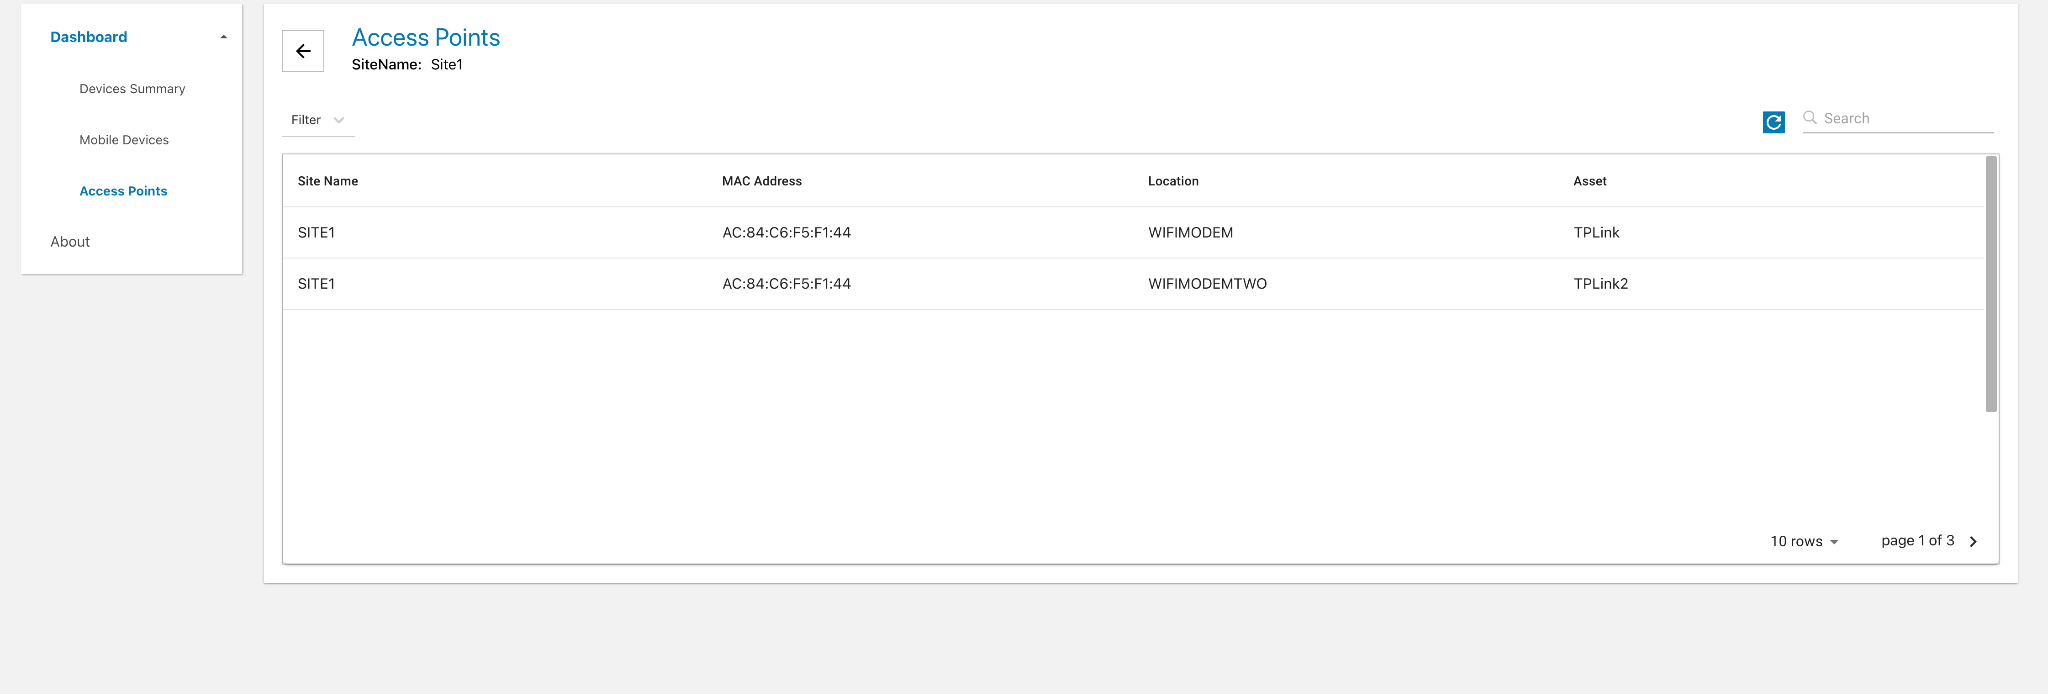 Dashboard
Devices Summary
Mobile Devices
Access Points
About
Access Points
SiteName: Site1
Filter
Search
Site Name MAC Address Location Asset
SITE1 AC:84:C6:F5:F1:44 WIFIMODEM TPLink
SITE1 AC:84:C6:F5:F1:44 WIFIMODEMTWO TPLink2
10 rows page 1 of 3